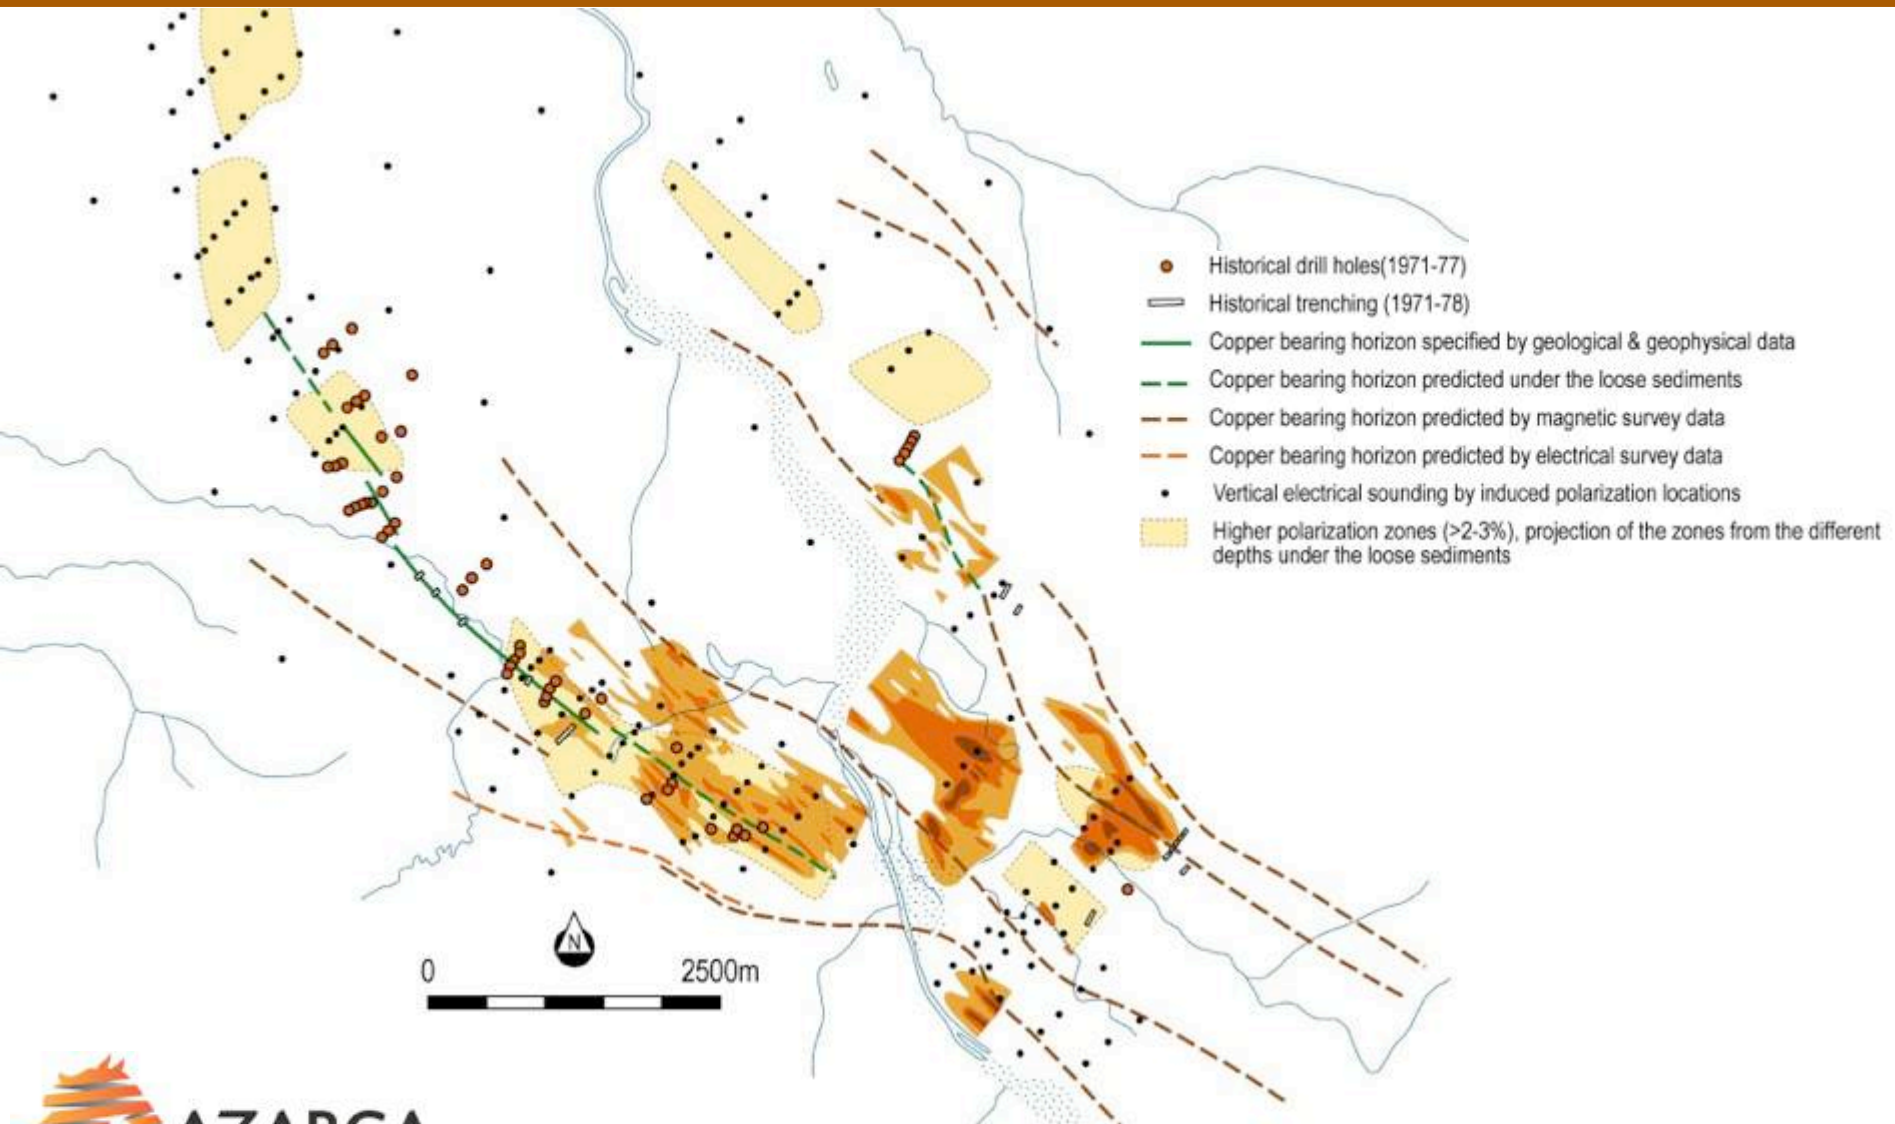 Historical drill holes(1971-77)
Historical trenching (1971-78)
Copper bearing horizon specified by geological & geophysical data
Copper bearing horizon predicted under the loose sediments
Copper bearing horizon predicted by magnetic survey data
Copper bearing horizon predicted by electrical survey data
Vertical electrical sounding by induced polarization locations
Higher polarization zones (>2-3%), projection of the zones from the different
depths under the loose sediments
N
0 2500m
AZARGA